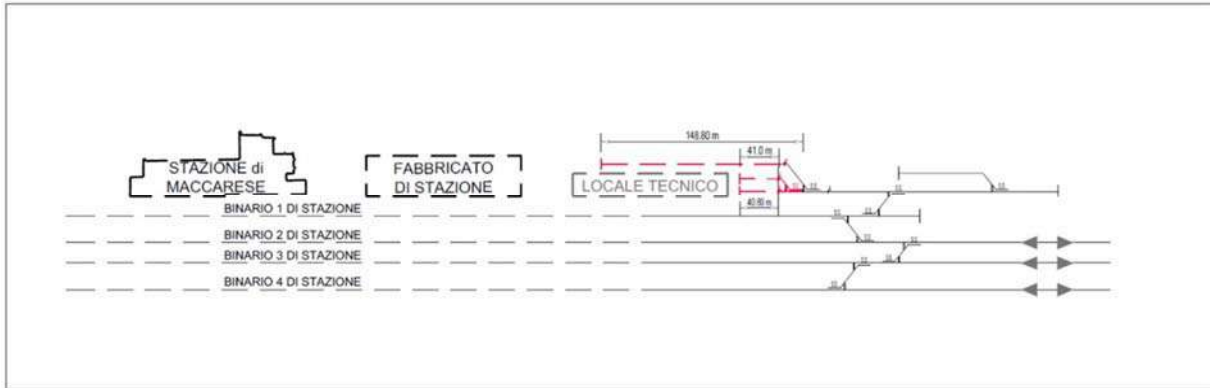 148.80 m
41.0 m
STAZIONE di
MACCARESE
FABBRICATO
DI STAZIONE
LOCALE TECNICO
40.80 m
BINARIO 1 DI STAZIONE
BINARIO 2 DI STAZIONE
BINARIO 3 DI STAZIONE
BINARIO 4 DI STAZIONE